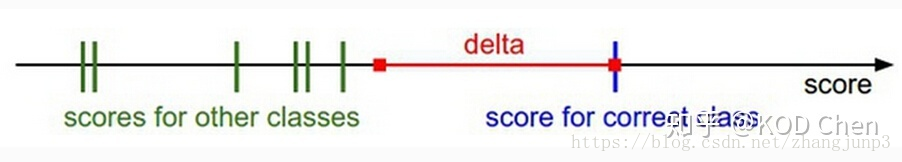 delta
score
scores for other classes
score for correct class
知乎 @KOD Chen
https://blog.csdn.net/zhangjunp3